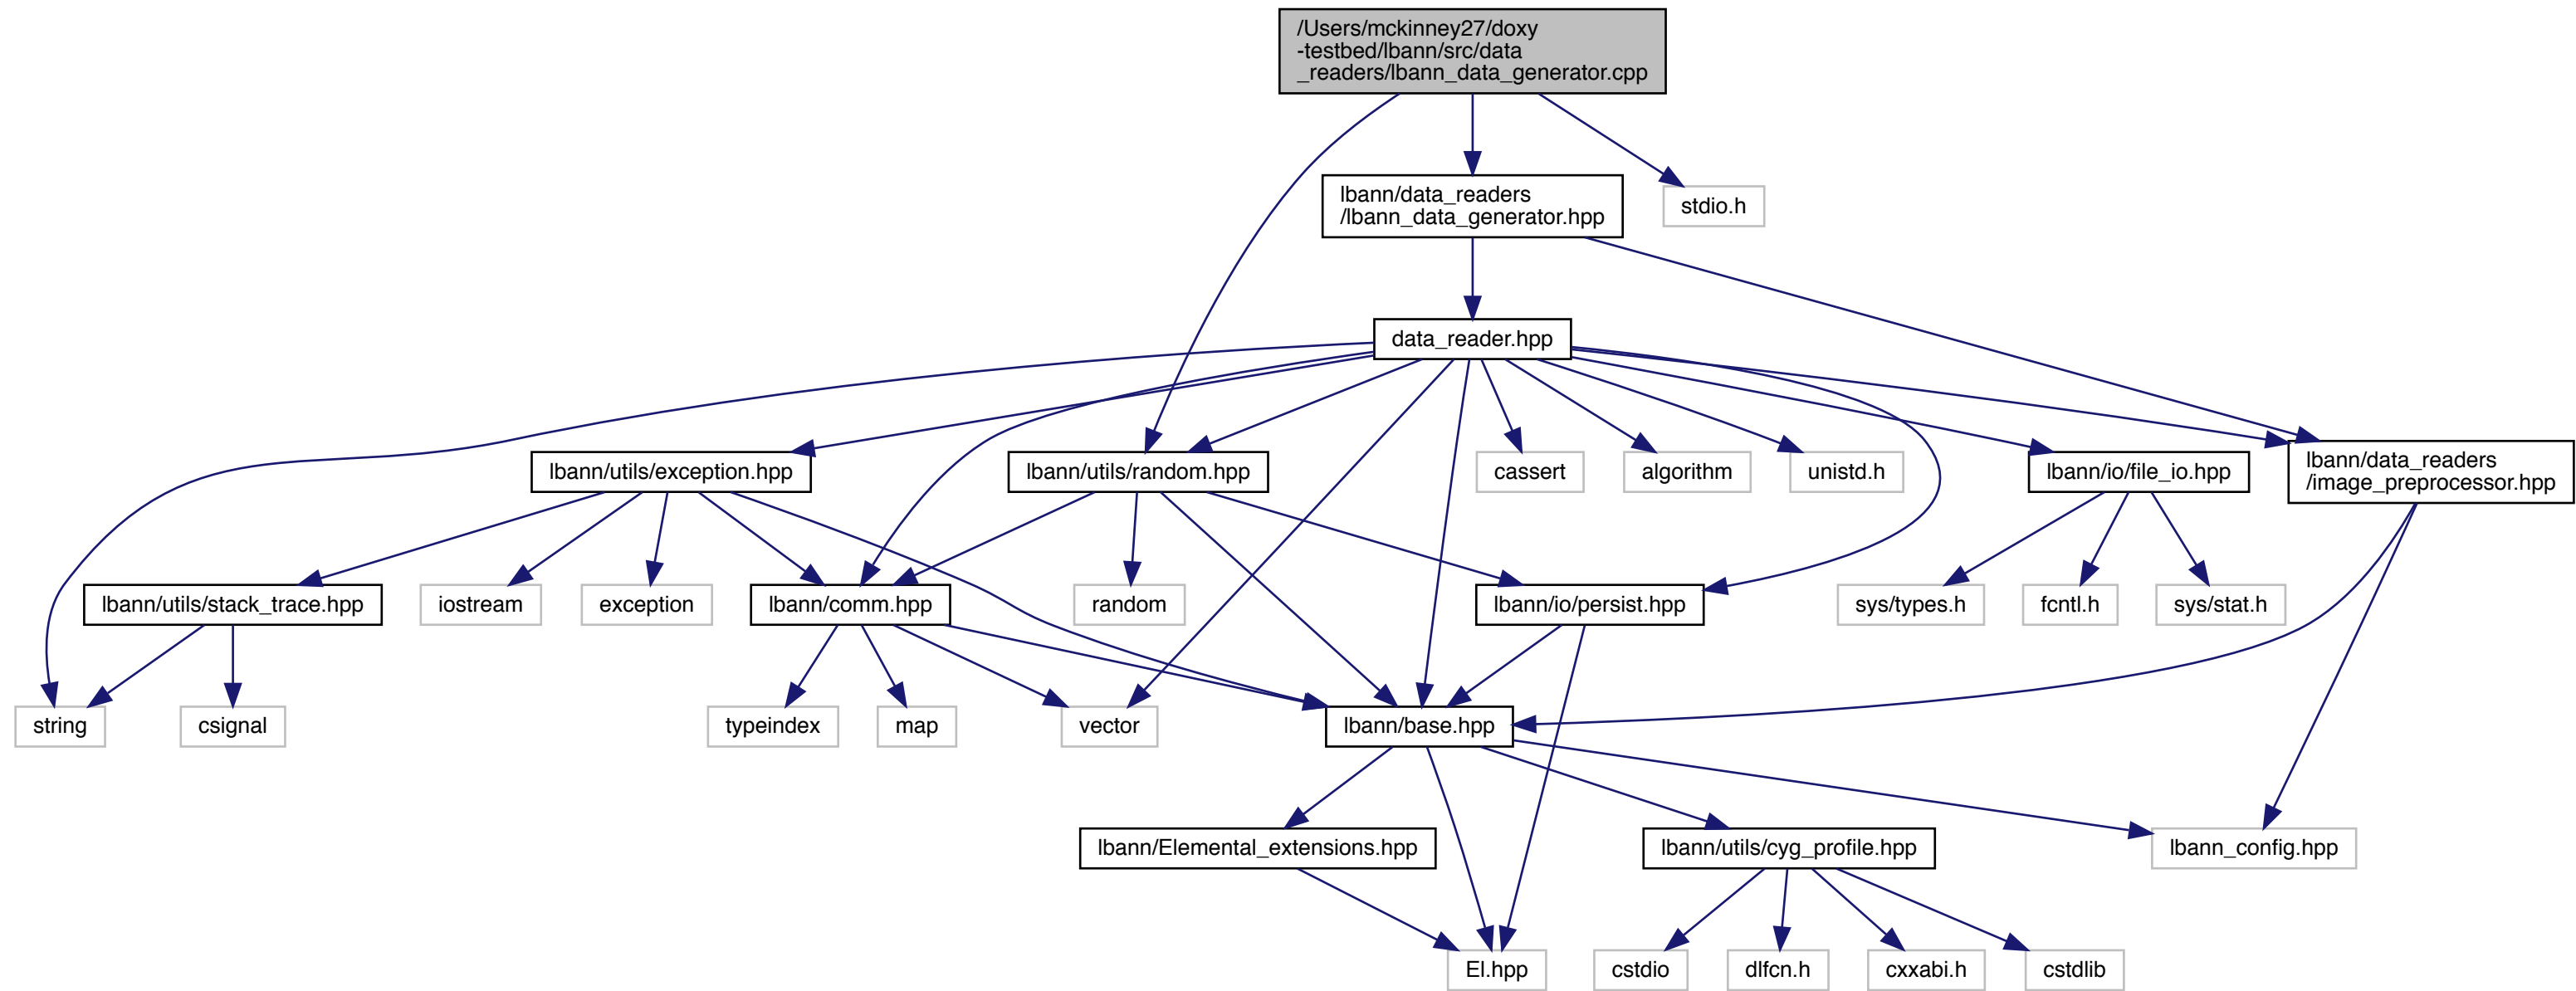 /Users/mckinney27/doxy
-testbed/lbann/src/data
_readers/lbann_data_generator.cpp
lbann/data_readers
/lbann_data_generator.hpp
stdio.h
data_reader.hpp
lbann/utils/exception.hpp
lbann/utils/random.hpp
cassert
algorithm
unistd.h
lbann/io/file_io.hpp
lbann/data_readers
/image_preprocessor.hpp
lbann/utils/stack_trace.hpp
iostream
exception
lbann/comm.hpp
random
lbann/io/persist.hpp
sys/types.h
fcntl.h
sys/stat.h
string
csignal
typeindex
map
vector
lbann/base.hpp
lbann/Elemental_extensions.hpp
lbann/utils/cyg_profile.hpp
lbann_config.hpp
El.hpp
cstdio
dlfcn.h
cxxabi.h
cstdlib